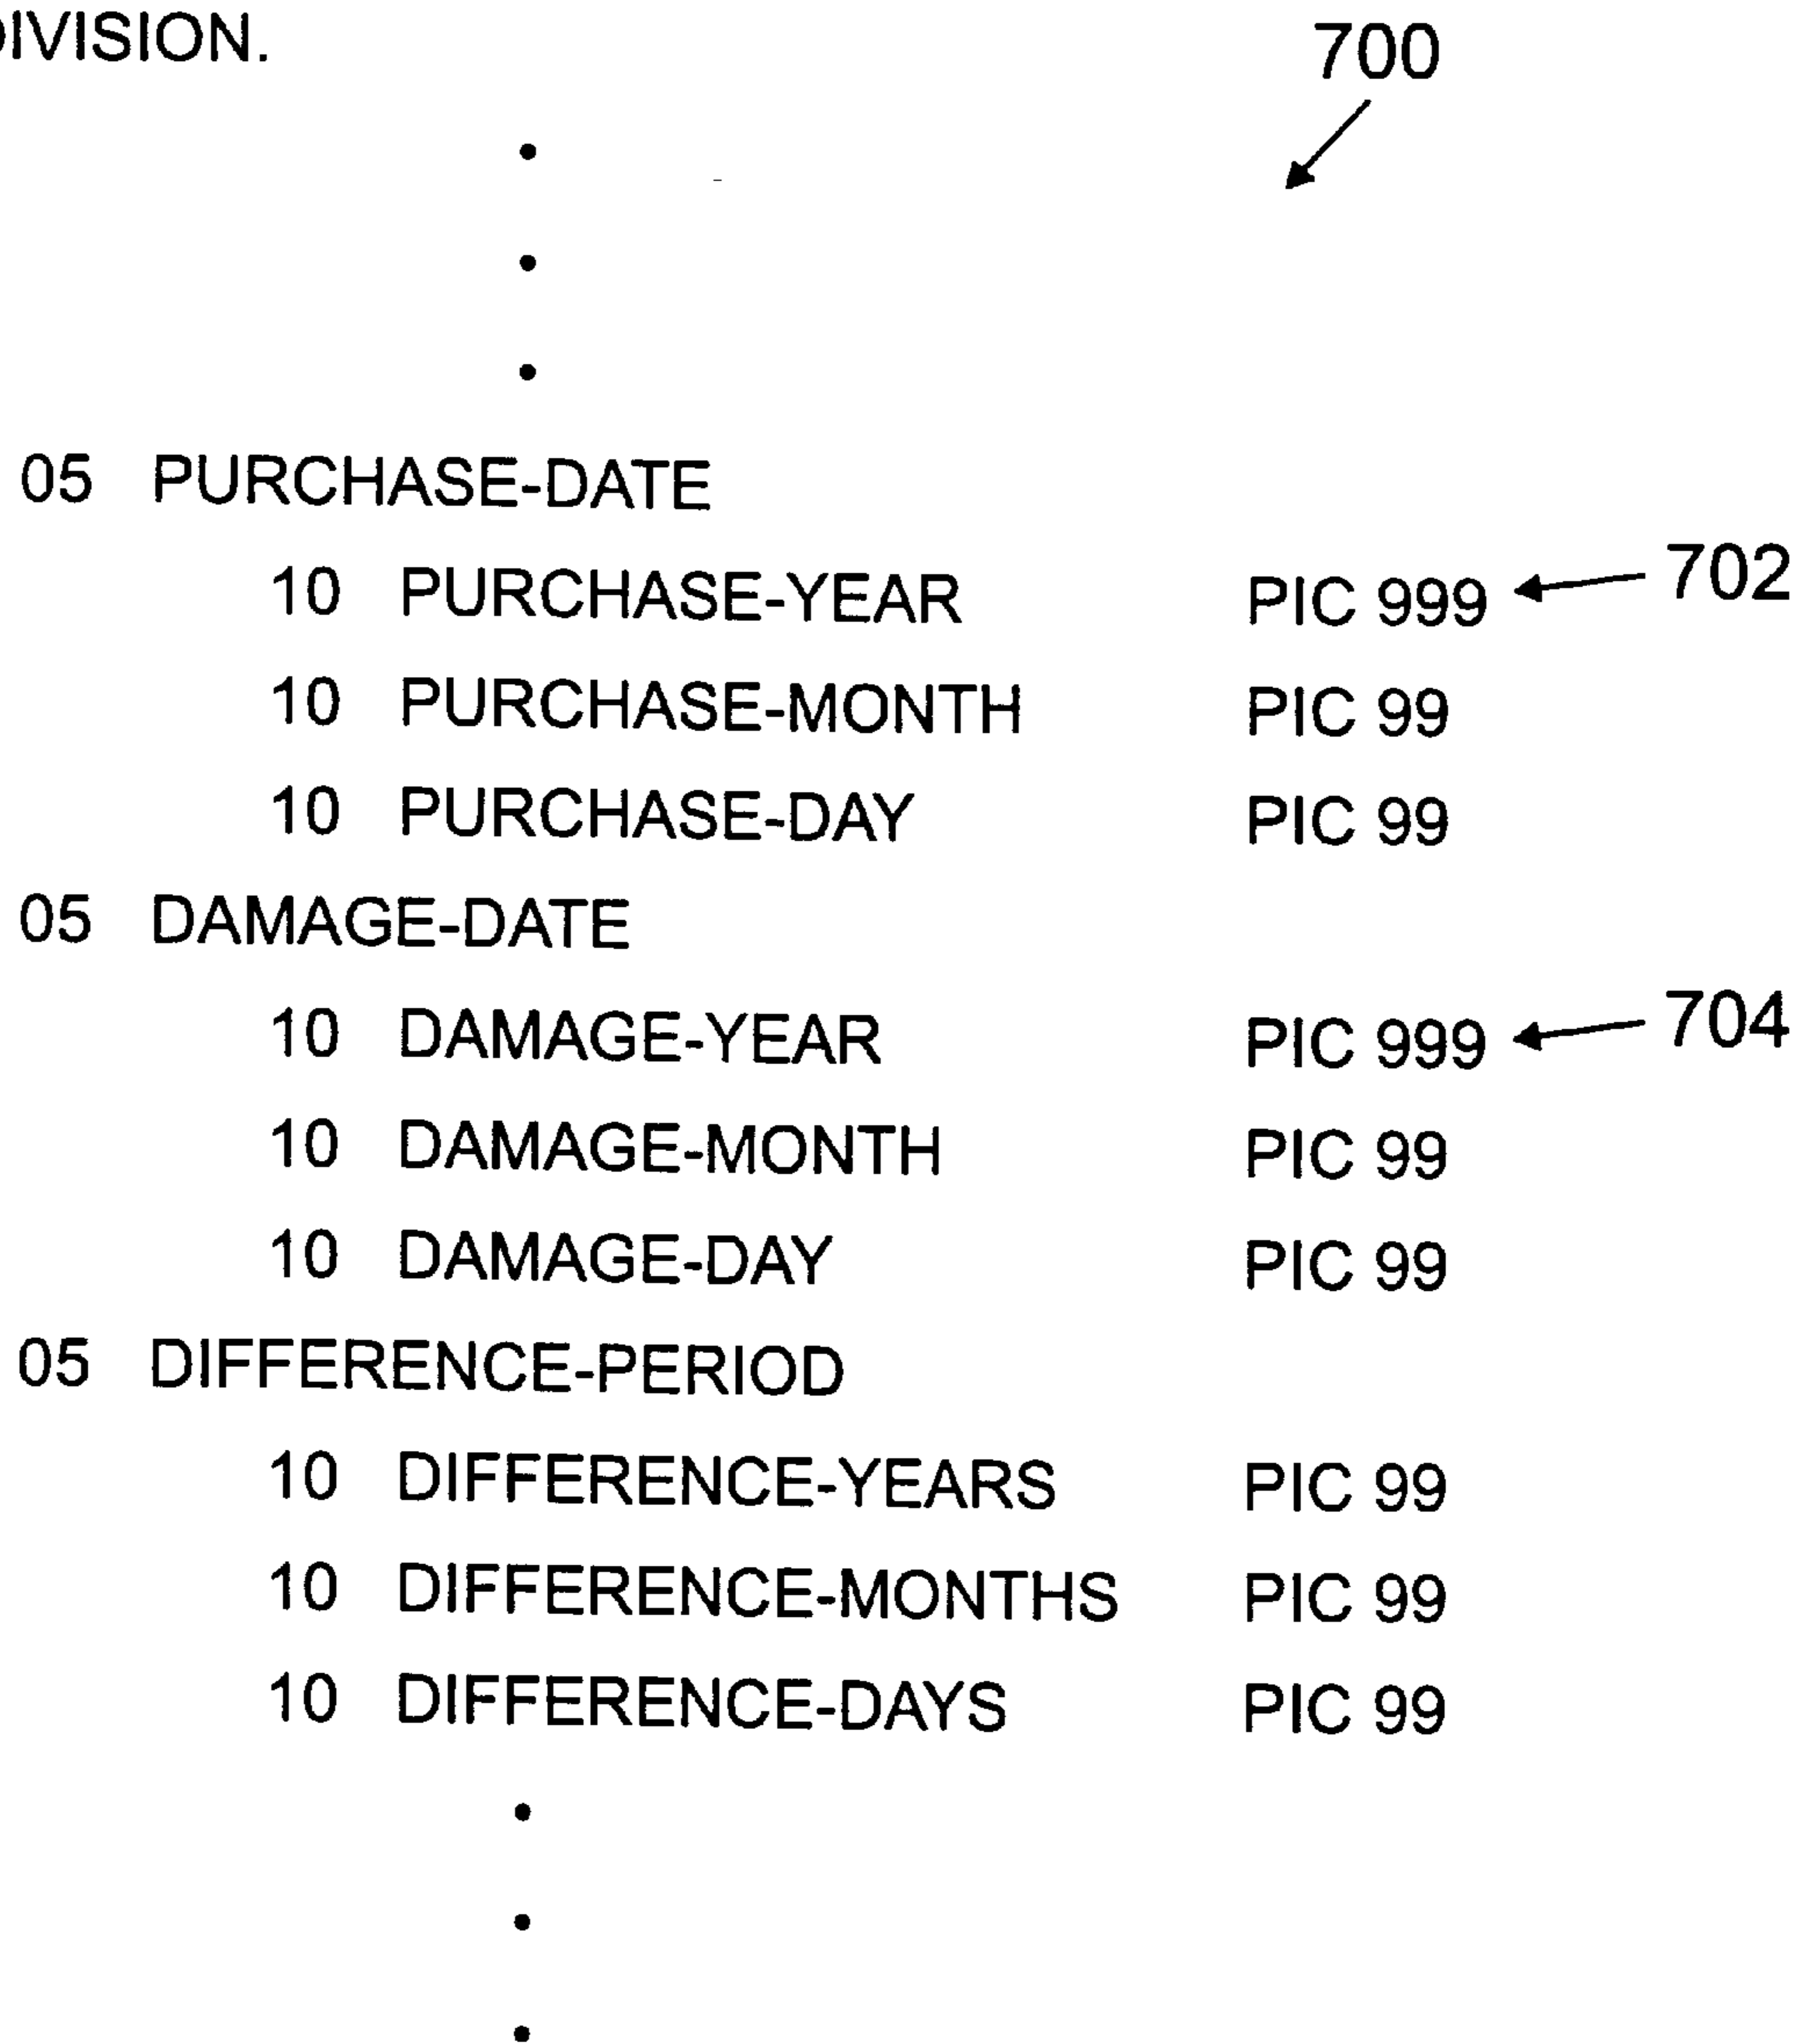 DIVISION.
700
05 PURCHASE-DATE
10 PURCHASE-YEAR PIC 999 702
10 PURCHASE-MONTH PIC 99
10 PURCHASE-DAY PIC 99
05 DAMAGE-DATE
10 DAMAGE-YEAR PIC 999 704
10 DAMAGE-MONTH PIC 99
10 DAMAGE-DAY PIC 99
05 DIFFERENCE-PERIOD
10 DIFFERENCE-YEARS PIC 99
10 DIFFERENCE-MONTHS PIC 99
10 DIFFERENCE-DAYS PIC 99